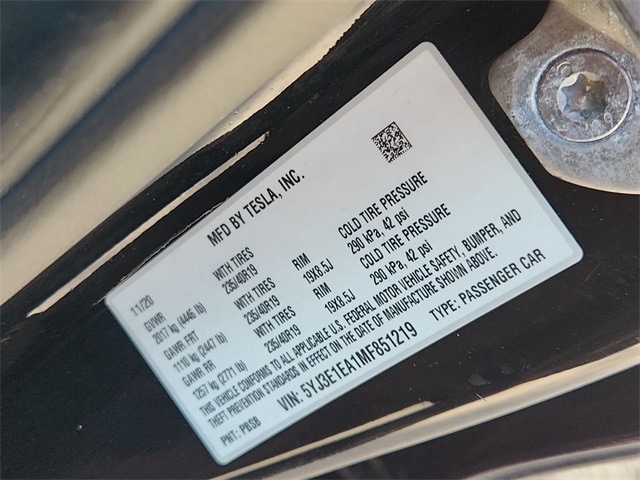 MFD BY TESLA, INC.
11/20
GVWR WITH TIRES RIM COLD TIRE PRESSURE
2017 kg (4446 lb) 235/40R19 19X8.5J 290 kPa, 42 psi
GAWR FRT WITH TIRES RIM COLD TIRE PRESSURE
1110 kg (2447 lb) 235/40R19 19X8.5J 290 kPa, 42 psi
GAWR RR WITH TIRES
1257 kg (2771 lb) 235/40R19
THIS VEHICLE CONFORMS TO ALL APPLICABLE U.S. FEDERAL MOTOR VEHICLE SAFETY, BUMPER, AND
THEFT PREVENTION STANDARDS IN EFFECT ON THE DATE OF MANUFACTURE SHOWN ABOVE.
VIN: 5YJ3E1EA1MF851219 TYPE: PASSENGER CAR
PNT: PBSB